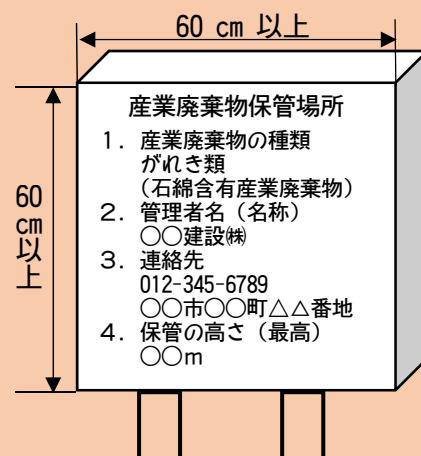 60 cm 以上
60
cm
以
上
産業廃棄物保管場所
1. 産業廃棄物の種類
がれき類
(石綿含有産業廃棄物)
2. 管理者名（名称）
○○建設㈱
3. 連絡先
012-345-6789
○○市○○町△△番地
4. 保管の高さ（最高）
○○m